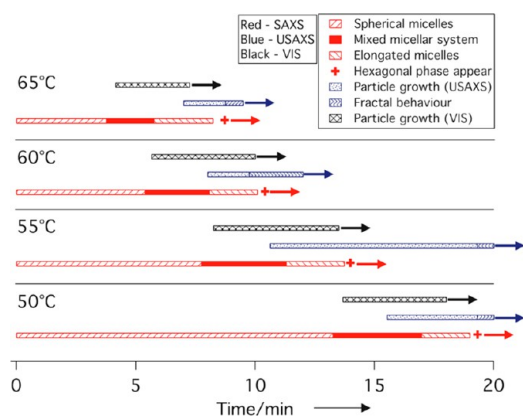 Red - SAXS
Blue - USAXS
Black - VIS
Spherical micelles
Mixed micellar system
Elongated micelles
Hexagonal phase appear
Particle growth (USAXS)
Fractal behaviour
Particle growth (VIS)
65°C
60°C
55°C
50°C
0 5 10 15 20
Time/min